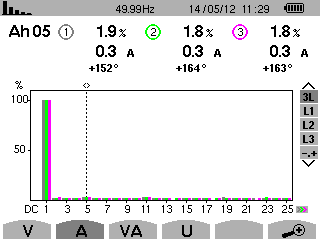 49.99Hz 14/05/12 11:29
Ah 05 1 1.9% 2 1.8% 3 1.8%
0.3 A 0.3 A 0.3 A
+152° +164° +163°
%
100
50
3L
L1
L2
L3
-.+
DC 1 3 5 7 9 11 13 15 17 19 21 23 25
V A VA U